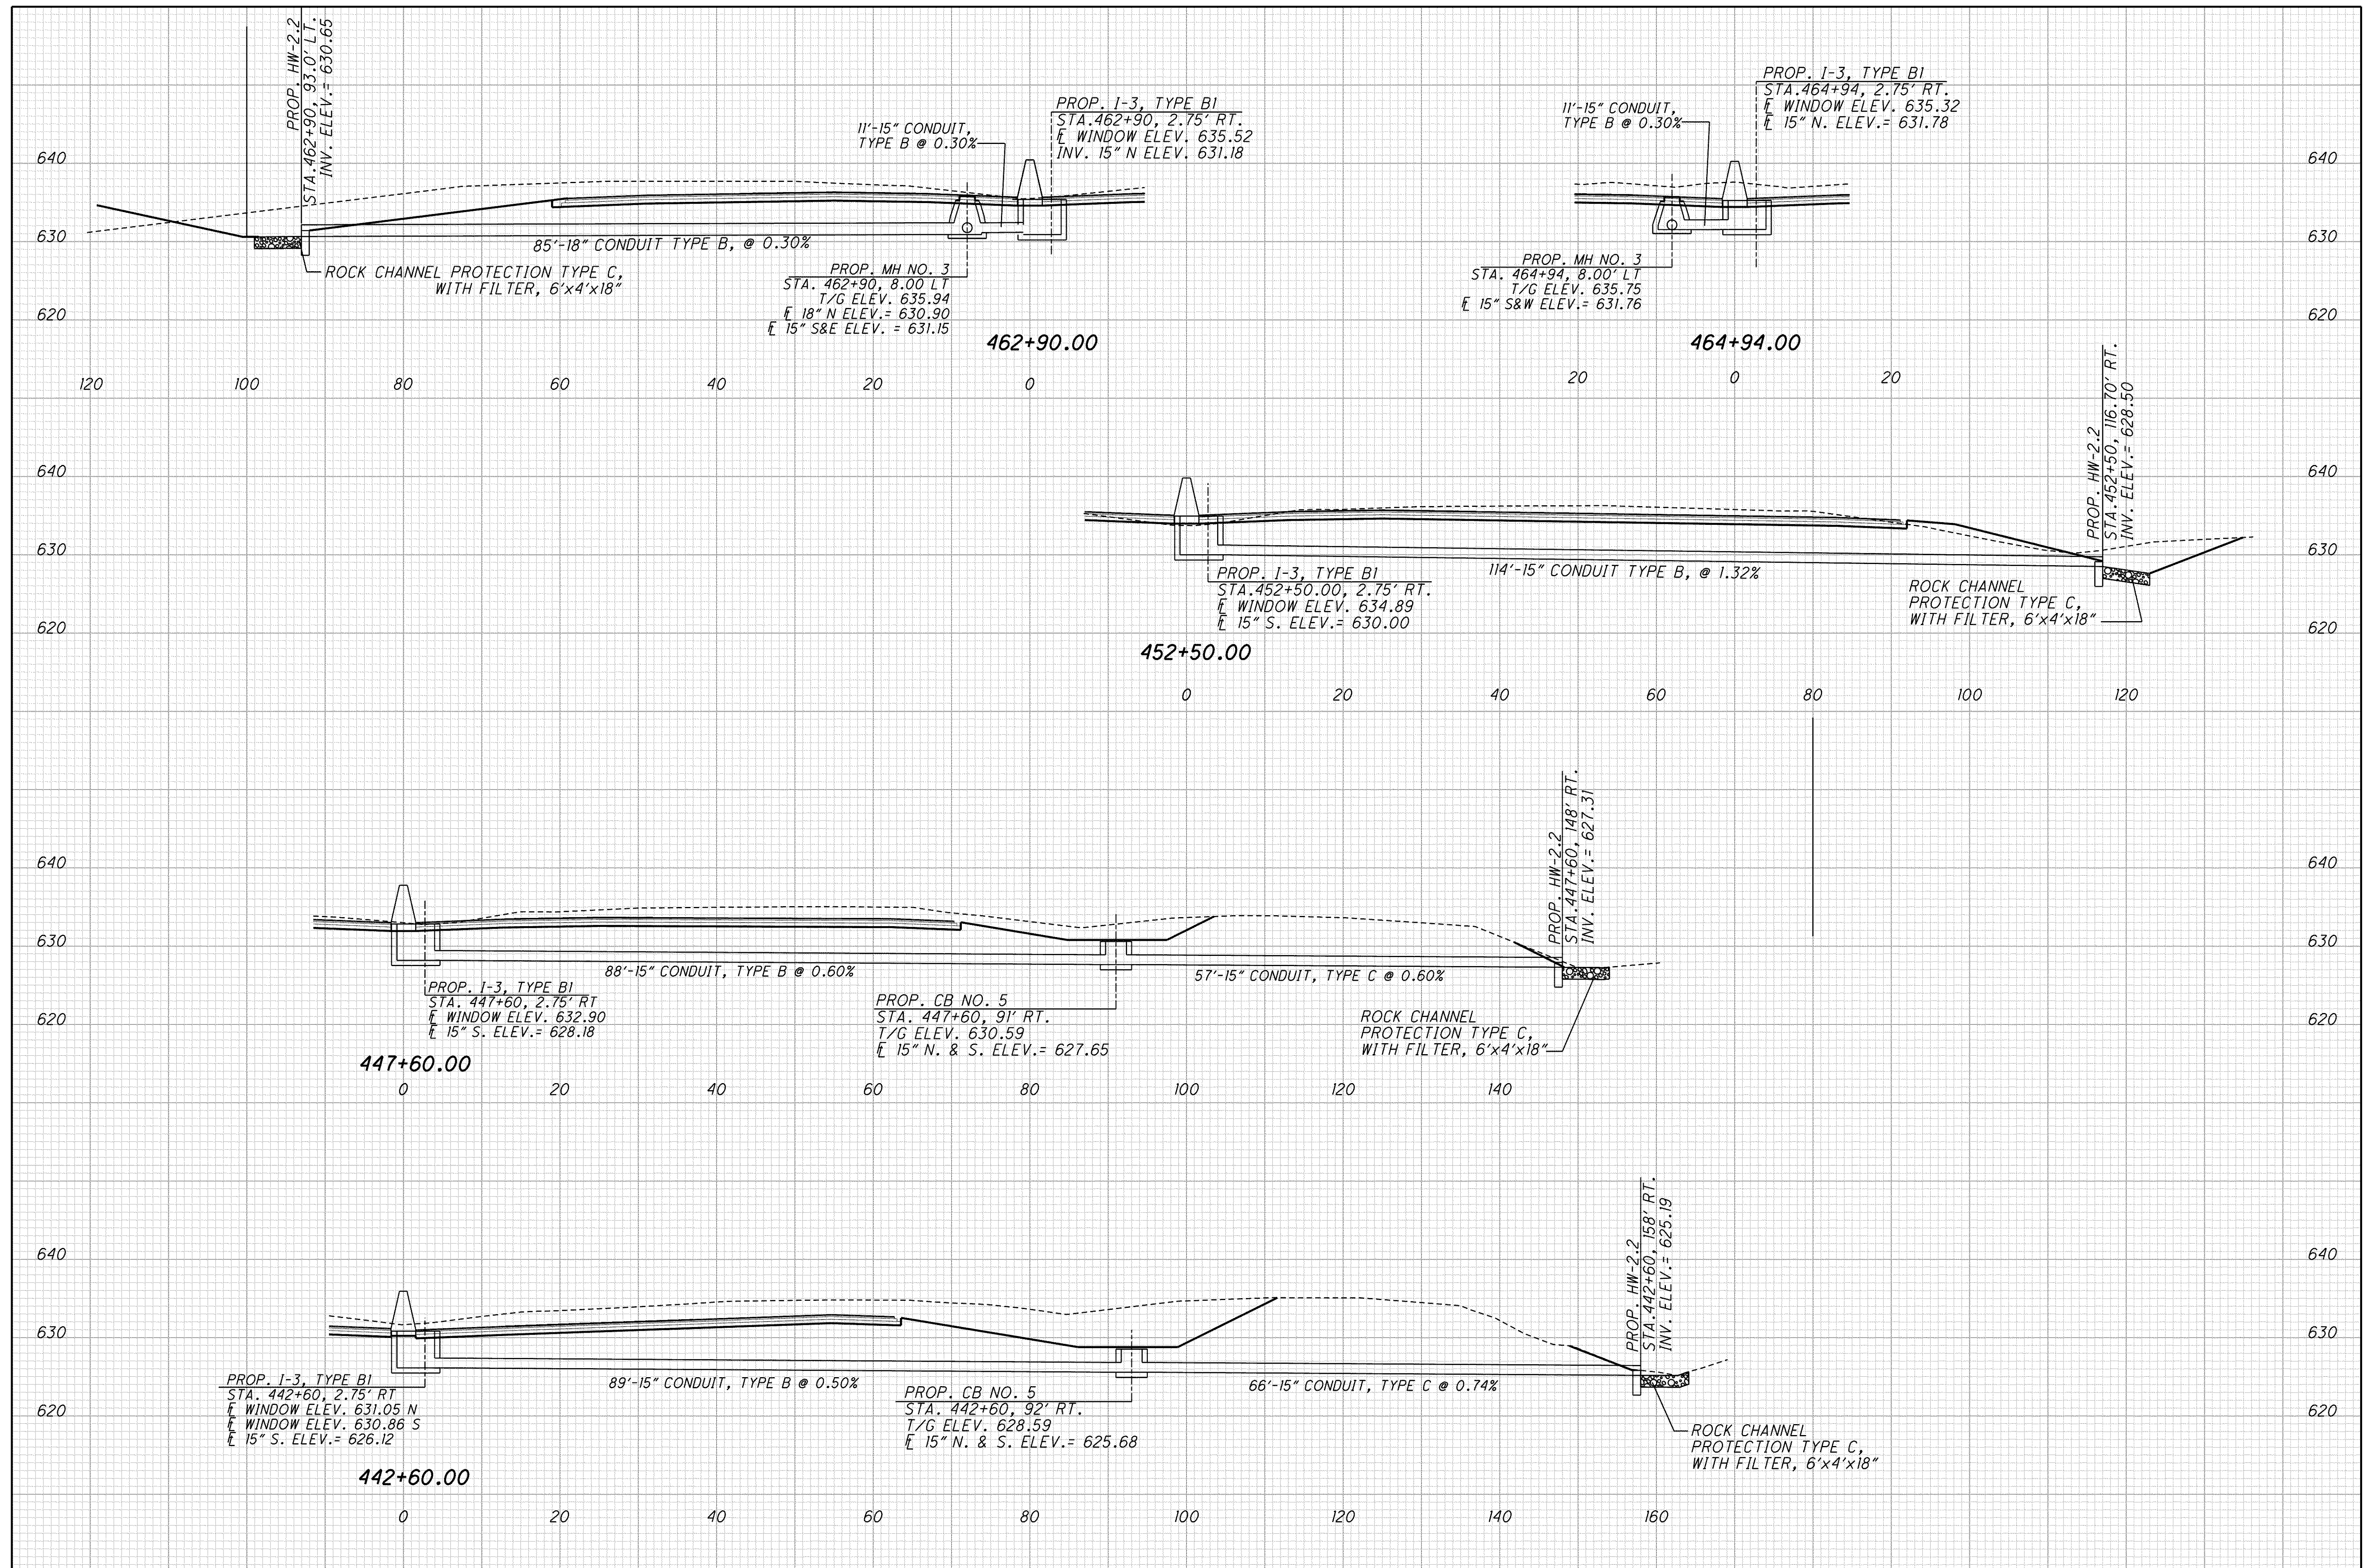 PROP. HW-2.2
STA.462+90, 93.0' LT.
INV. ELEV.= 630.65
11'-15" CONDUIT,
TYPE B @ 0.30%
PROP. I-3, TYPE B1
STA.462+90, 2.75' RT.
℄ WINDOW ELEV. 635.52
INV. 15" N ELEV. 631.18
11'-15" CONDUIT,
TYPE B @ 0.30%
PROP. I-3, TYPE B1
STA.464+94, 2.75' RT.
℄ WINDOW ELEV. 635.32
℄ 15" N. ELEV.= 631.78
640
640
630
630
620
620
85'-18" CONDUIT TYPE B, @ 0.30%
ROCK CHANNEL PROTECTION TYPE C,
WITH FILTER, 6'x4'x18"
PROP. MH NO. 3
STA. 462+90, 8.00 LT
T/G ELEV. 635.94
℄ 18" N ELEV.= 630.90
℄ 15" S&E ELEV. = 631.15
462+90.00
PROP. MH NO. 3
STA. 464+94, 8.00' LT
T/G ELEV. 635.75
℄ 15" S&W ELEV.= 631.76
464+94.00
120 100 80 60 40 20 0
20 0 20
PROP. HW-2.2
STA.452+50, 116.70' RT.
INV. ELEV.= 628.50
640
640
630
630
620
620
114'-15" CONDUIT TYPE B, @ 1.32%
PROP. I-3, TYPE B1
STA.452+50.00, 2.75' RT.
℄ WINDOW ELEV. 634.89
℄ 15" S. ELEV.= 630.00
ROCK CHANNEL
PROTECTION TYPE C,
WITH FILTER, 6'x4'x18"
452+50.00
0 20 40 60 80 100 120
PROP. HW-2.2
STA.447+60, 148' RT.
INV. ELEV.= 627.31
640
640
630
630
620
620
88'-15" CONDUIT, TYPE B @ 0.60%
57'-15" CONDUIT, TYPE C @ 0.60%
PROP. I-3, TYPE B1
STA. 447+60, 2.75' RT
℄ WINDOW ELEV. 632.90
℄ 15" S. ELEV.= 628.18
PROP. CB NO. 5
STA. 447+60, 91' RT.
T/G ELEV. 630.59
℄ 15" N. & S. ELEV.= 627.65
ROCK CHANNEL
PROTECTION TYPE C,
WITH FILTER, 6'x4'x18"
447+60.00
0 20 40 60 80 100 120 140
PROP. HW-2.2
STA.442+60, 158' RT.
INV. ELEV.= 625.19
640
640
630
630
620
620
89'-15" CONDUIT, TYPE B @ 0.50%
66'-15" CONDUIT, TYPE C @ 0.74%
PROP. I-3, TYPE B1
STA. 442+60, 2.75' RT
℄ WINDOW ELEV. 631.05 N
℄ WINDOW ELEV. 630.86 S
℄ 15" S. ELEV.= 626.12
PROP. CB NO. 5
STA. 442+60, 92' RT.
T/G ELEV. 628.59
℄ 15" N. & S. ELEV.= 625.68
ROCK CHANNEL
PROTECTION TYPE C,
WITH FILTER, 6'x4'x18"
442+60.00
0 20 40 60 80 100 120 140 160